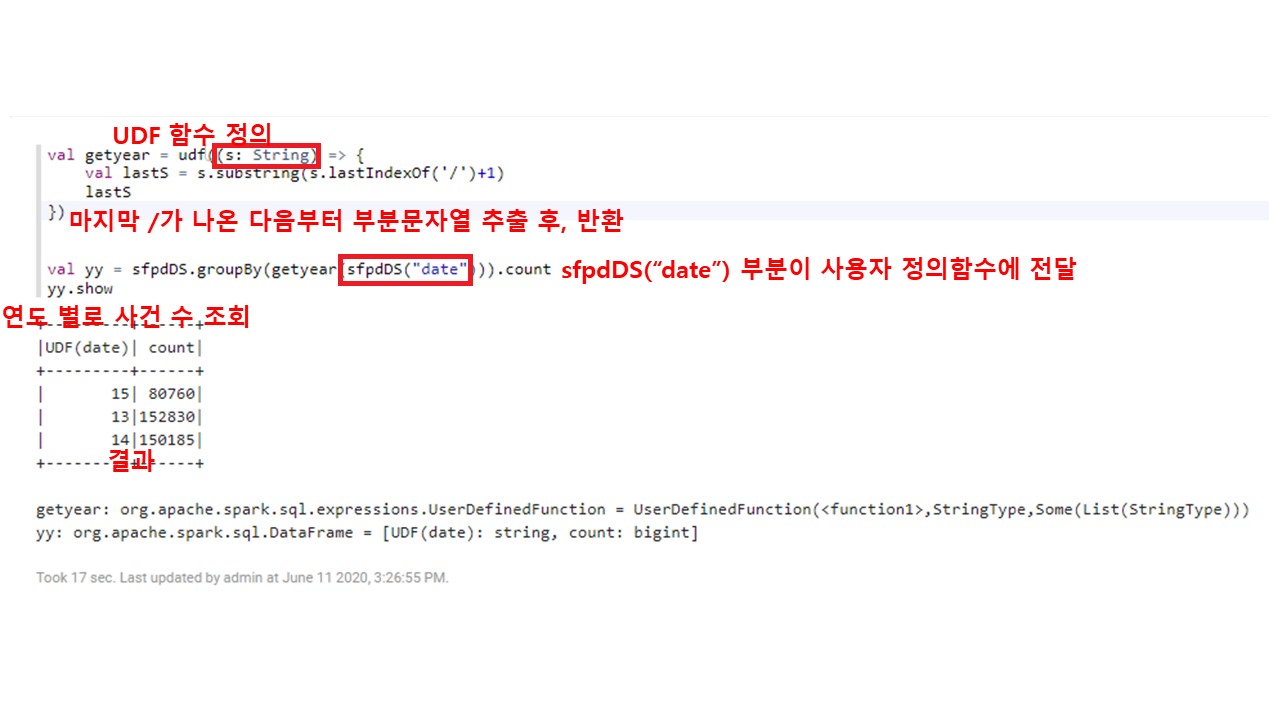 UDF 함수 정의
val getyear = udf((s: String) => {
val lastS = s.substring(s.lastIndexOf('/')+1)
lastS
})
마지막 /가 나온 다음부터 부분문자열 추출 후, 반환
val yy = sfpdDS.groupBy(getyear(sfpdDS("date"))).count
sfpdDS(“date”) 부분이 사용자 정의함수에 전달
yy.show
연도 별로 사건 수 조회
+---------+------+
|UDF(date)| count|
+---------+------+
|       15| 80760|
|       13|152830|
|       14|150185|
+---------+------+
결과
getyear: org.apache.spark.sql.expressions.UserDefinedFunction = UserDefinedFunction(<function1>,StringType,Some(List(StringType)))
yy: org.apache.spark.sql.DataFrame = [UDF(date): string, count: bigint]
Took 17 sec. Last updated by admin at June 11 2020, 3:26:55 PM.